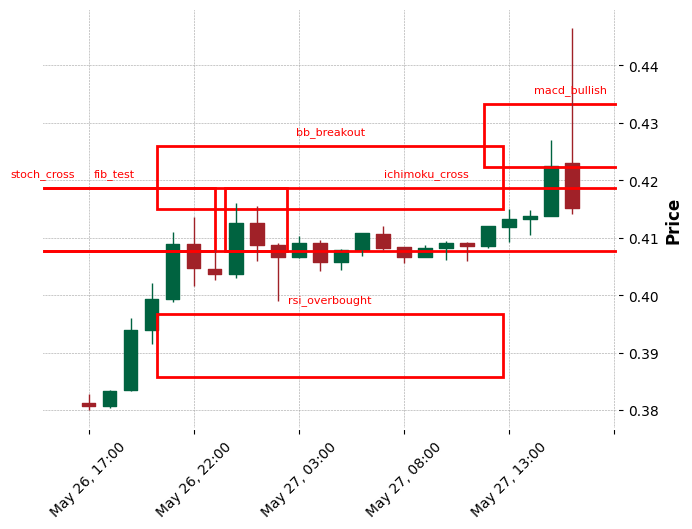 0.44
macd_bullish
0.43
bb_breakout
stoch_cross fib_test ichimoku_cross
0.42
Price
0.41
0.40
rsi_overbought
0.39
0.38
May 26, 17:00 May 26, 22:00 May 27, 03:00 May 27, 08:00 May 27, 13:00